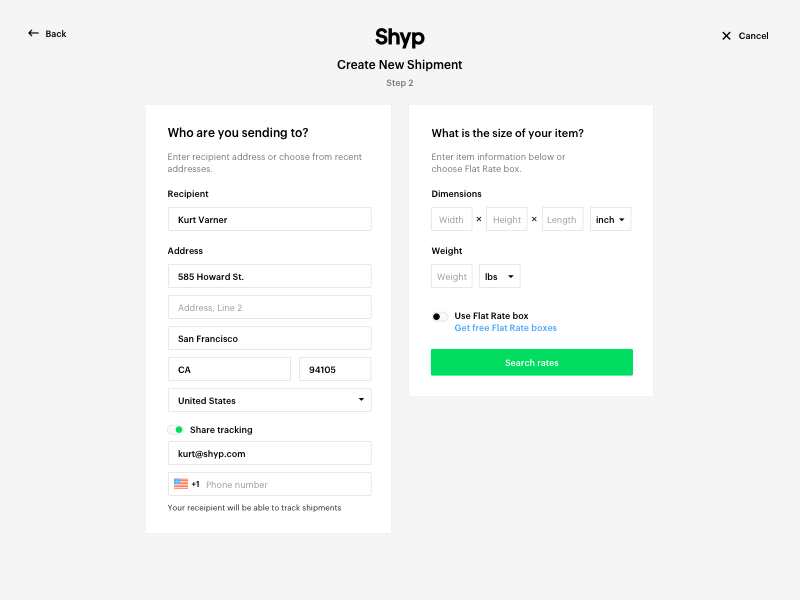 Back
Shyp
Cancel
Create New Shipment
Step 2
Who are you sending to?
Enter recipient address or choose from recent
addresses.
Recipient
Kurt Varner
Address
585 Howard St.
Address, Line 2
San Francisco
CA
94105
United States
Share tracking
kurt@shyp.com
+1 Phone number
Your receipient will be able to track shipments
What is the size of your item?
Enter item information below or
choose Flat Rate box.
Dimensions
Width × Height × Length inch
Weight
Weight lbs
Use Flat Rate box
Get free Flat Rate boxes
Search rates